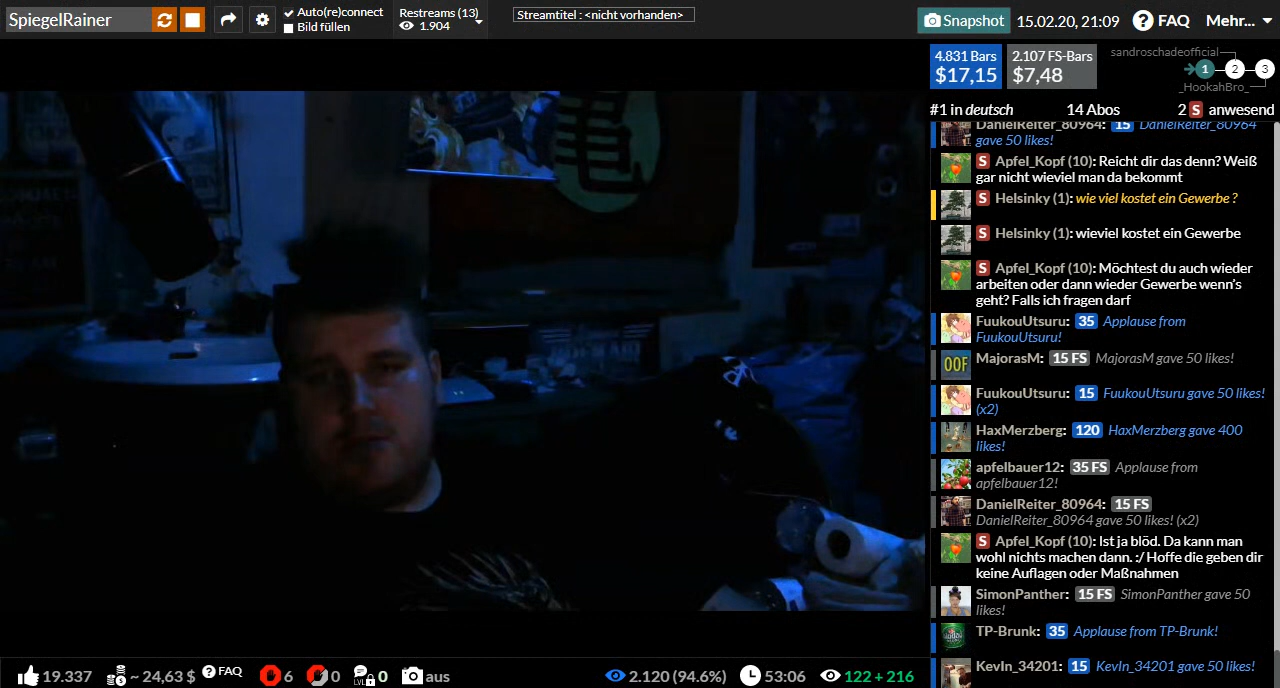 SpiegelRainer
Auto(re)connect
Bild füllen
Restreams (13)
1.904
Streamtitel : <nicht vorhanden>
Snapshot
15.02.20, 21:09
FAQ
Mehr...
4.831 Bars
$17,15
2.107 FS-Bars
$7,48
sandroschadeofficial
1 2 3
_HookahBro_
#1 in deutsch
14 Abos
2 S anwesend
DanielReiter_80964: 15 DanielReiter_80964
gave 50 likes!
S Apfel_Kopf (10): Reicht dir das denn? Weiß
gar nicht wieviel man da bekommt
S Helsinky (1): wie viel kostet ein Gewerbe ?
S Helsinky (1): wieviel kostet ein Gewerbe
S Apfel_Kopf (10): Möchtest du auch wieder
arbeiten oder dann wieder Gewerbe wenn's
geht? Falls ich fragen darf
FuukouUtsuru: 35 Applause from
FuukouUtsuru!
OOF
MajorasM: 15 FS MajorasM gave 50 likes!
FuukouUtsuru: 15 FuukouUtsuru gave 50 likes!
(x2)
HaxMerzberg: 120 HaxMerzberg gave 400
likes!
apfelbauer12: 35 FS Applause from
apfelbauer12!
DanielReiter_80964: 15 FS
DanielReiter_80964 gave 50 likes! (x2)
S Apfel_Kopf (10): Ist ja blöd. Da kann man
wohl nichts machen dann. :/ Hoffe die geben dir
keine Auflagen oder Maßnahmen
SimonPanther: 15 FS SimonPanther gave 50
likes!
TP-Brunk: 35 Applause from TP-Brunk!
KevIn_34201: 15 KevIn_34201 gave 50 likes!
19.337
~ 24,63 $
FAQ
6
0
LVL
0
aus
2.120 (94.6%)
53:06
122 + 216